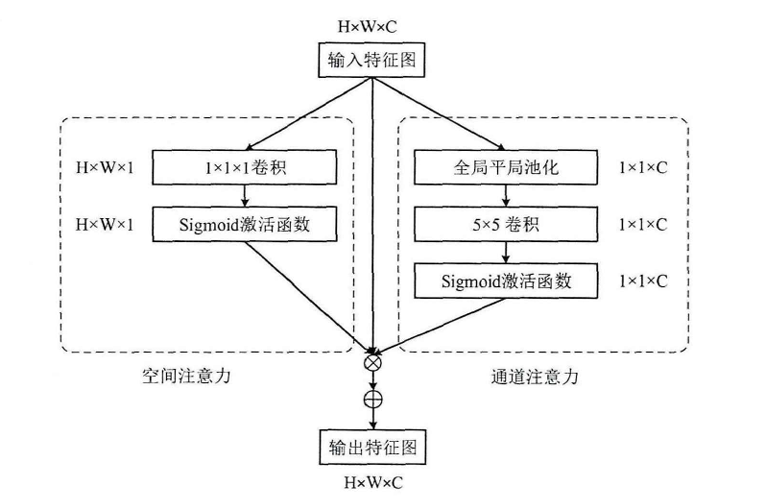 H×W×C
输入特征图
H×W×1 1×1×1卷积 全局平局池化 1×1×C
H×W×1 Sigmoid激活函数 5×5 卷积 1×1×C
Sigmoid激活函数 1×1×C
空间注意力 通道注意力
输出特征图
H×W×C